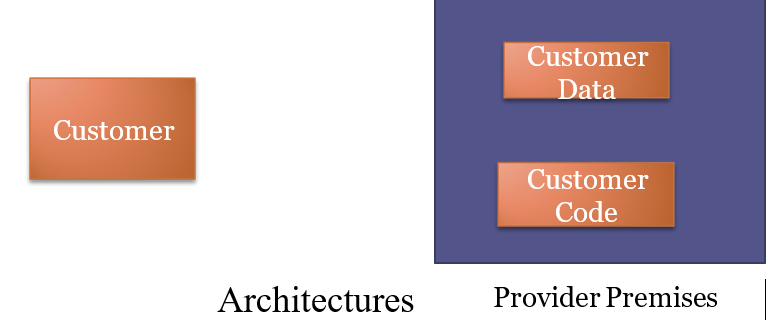 Customer
Customer
Data
Customer
Code
Architectures
Provider Premises